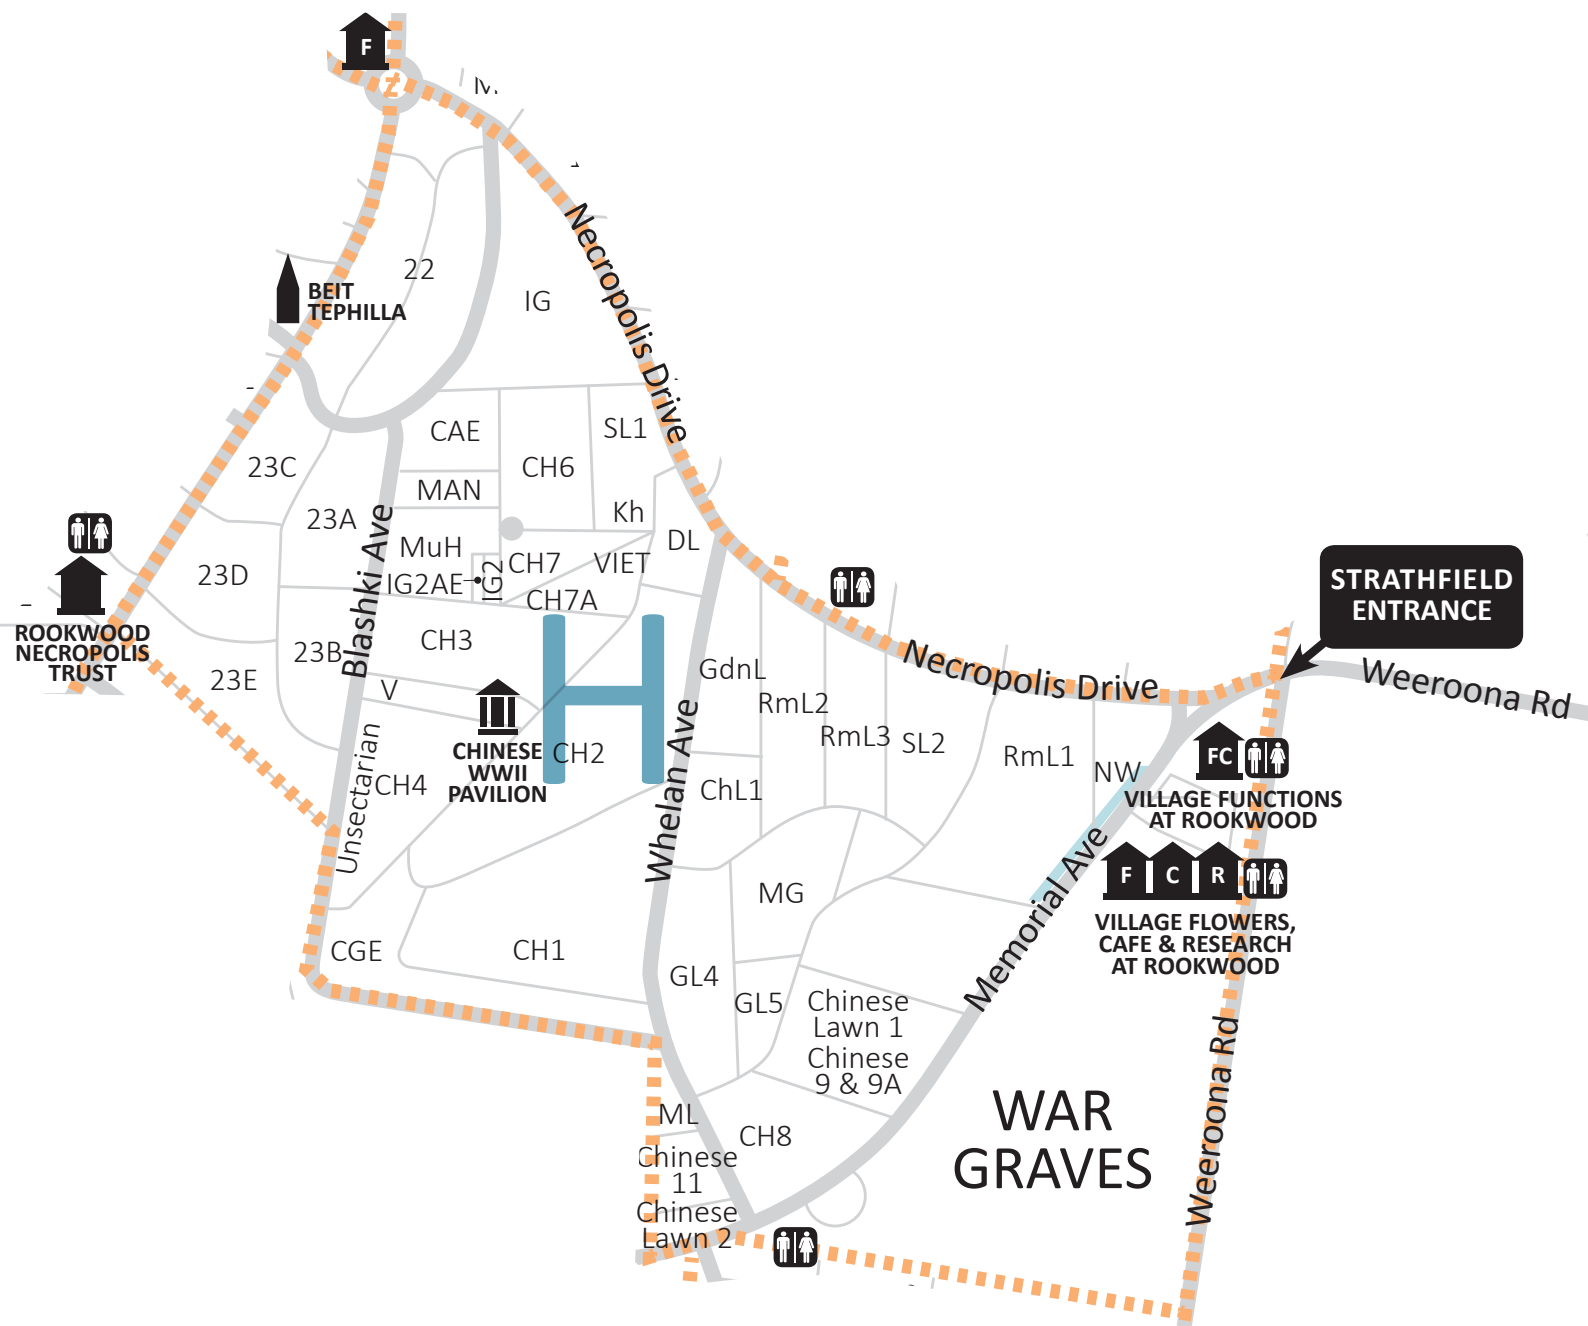 F
22
BEIT
TEPHILLA
IG
Necropolis Drive
CAE
SL1
23C
CH6
MAN
Kh
23A
Blashki Ave
MuH
DL
CH7
VIET
23D
IG2AE
IG2
CH7A
STRATHFIELD
ENTRANCE
ROOKWOOD
NECROPOLIS
TRUST
23B
CH3
23E
V
H
GdnL
Necropolis Drive
Weeroona Rd
RmL2
RmL3
SL2
RmL1
NW
CHINESE
WWII
PAVILION
CH2
CH4
Unsectarian
Whelan Ave
ChL1
FC
VILLAGE FUNCTIONS
AT ROOKWOOD
F C R
VILLAGE FLOWERS,
CAFE & RESEARCH
AT ROOKWOOD
Memorial Ave
MG
CGE
CH1
GL4
GL5
Chinese
Lawn 1
Chinese
9 & 9A
Weeroona Rd
WAR
GRAVES
ML
CH8
Chinese
11
Chinese
Lawn 2